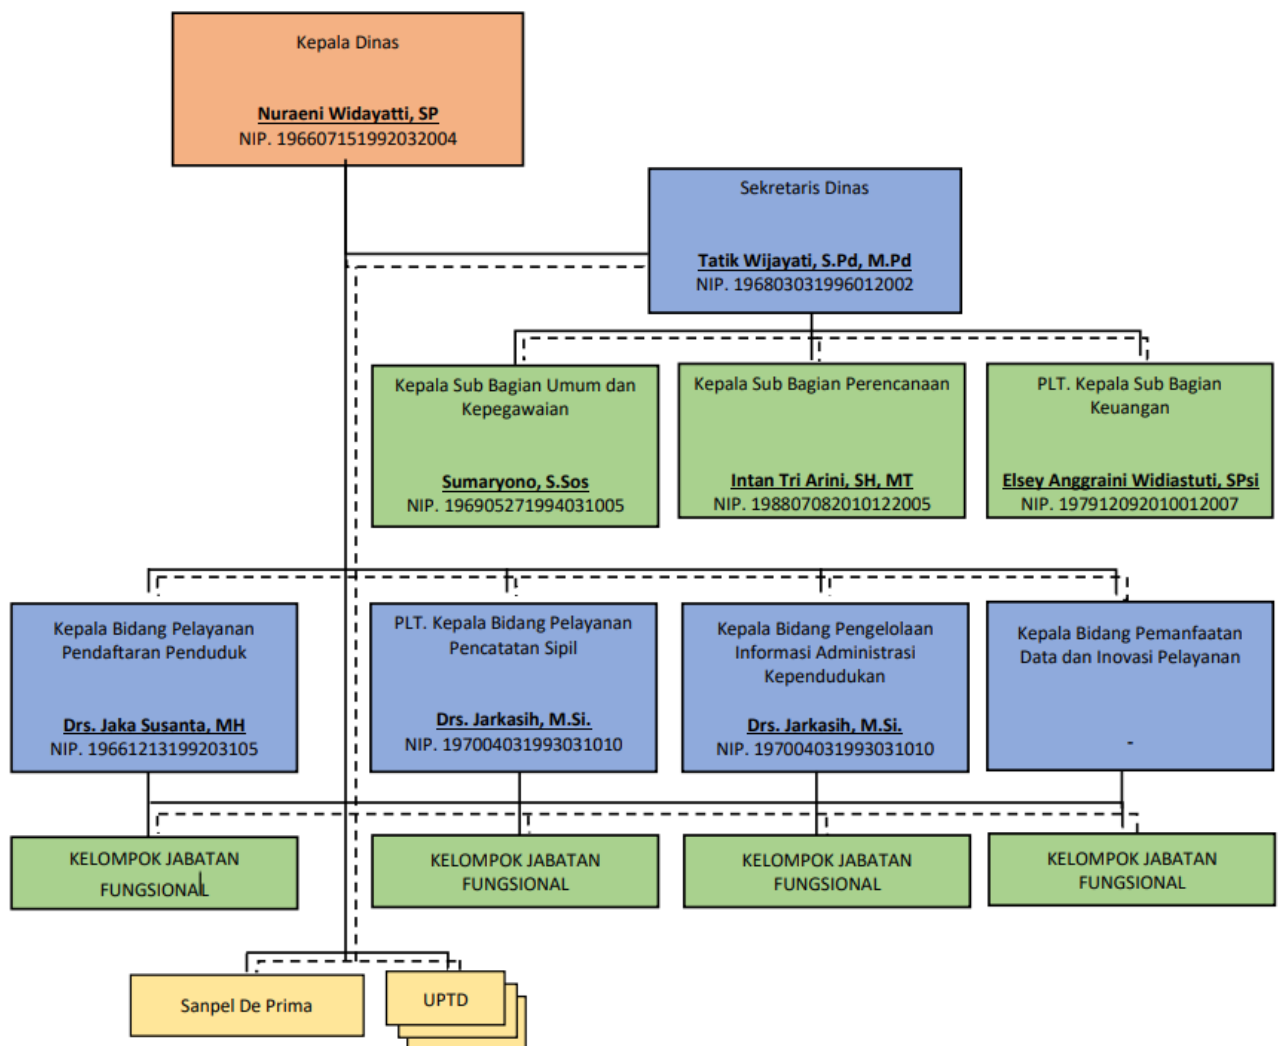 Kepala Dinas
Nuraeni Widayatti, SP
NIP. 196607151992032004
Sekretaris Dinas
Tatik Wijayati, S.Pd, M.Pd
NIP. 196803031996012002
Kepala Sub Bagian Umum dan
Kepegawaian
Sumaryono, S.Sos
NIP. 196905271994031005
Kepala Sub Bagian Perencanaan
Intan Tri Arini, SH, MT
NIP. 198807082010122005
PLT. Kepala Sub Bagian
Keuangan
Elsey Anggraini Widiastuti, SPsi
NIP. 197912092010012007
Kepala Bidang Pelayanan
Pendaftaran Penduduk
Drs. Jaka Susanta, MH
NIP. 19661213199203105
PLT. Kepala Bidang Pelayanan
Pencatatan Sipil
Drs. Jarkasih, M.Si.
NIP. 197004031993031010
Kepala Bidang Pengelolaan
Informasi Administrasi
Kependudukan
Drs. Jarkasih, M.Si.
NIP. 197004031993031010
Kepala Bidang Pemanfaatan
Data dan Inovasi Pelayanan
-
KELOMPOK JABATAN
FUNGSIONAL
KELOMPOK JABATAN
FUNGSIONAL
KELOMPOK JABATAN
FUNGSIONAL
KELOMPOK JABATAN
FUNGSIONAL
Sanpel De Prima
UPTD